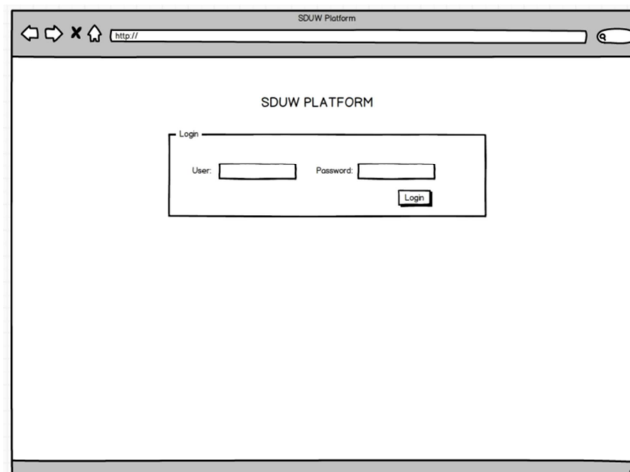 SDUW Platform
http://
SDUW PLATFORM
Login
User: Password:
Login